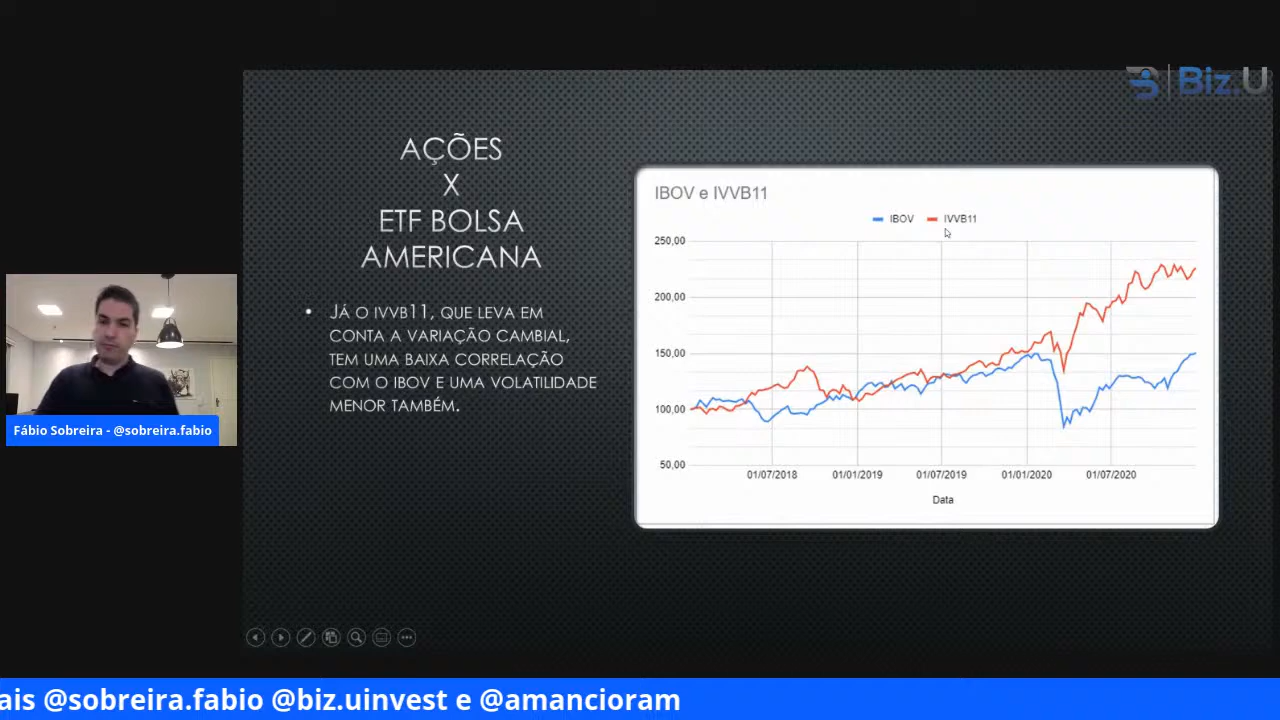 Biz.U
AÇÕES
X
ETF BOLSA
AMERICANA
• JÁ O IVVB11, QUE LEVA EM
CONTA A VARIAÇÃO CAMBIAL,
TEM UMA BAIXA CORRELAÇÃO
COM O IBOV E UMA VOLATILIDADE
MENOR TAMBÉM.
IBOV e IVVB11
IBOV IVVB11
250,00
200,00
150,00
100,00
50,00
01/07/2018 01/01/2019 01/07/2019 01/01/2020 01/07/2020
Data
Fábio Sobreira - @sobreira.fabio
ais @sobreira.fabio @biz.uinvest e @amancioram